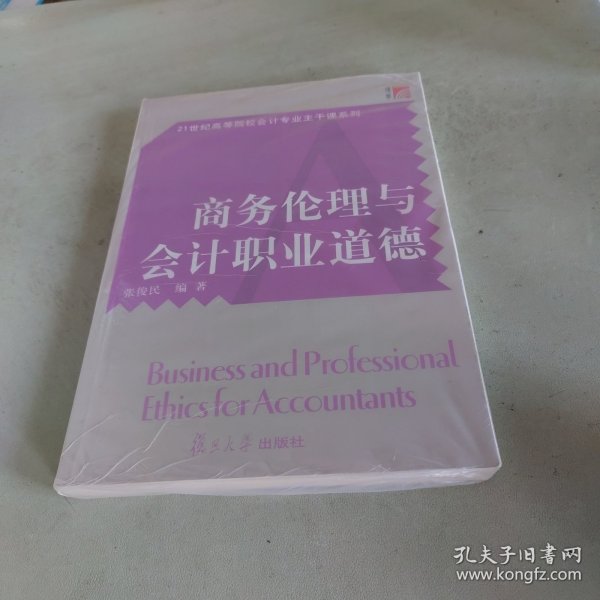 21世纪高等院校会计专业主干课系列
商务伦理与
会计职业道德
张俊民 编著
Business and Professional
Ethics for Accountants
復旦大學出版社
孔夫子旧书网
www.kongfz.com